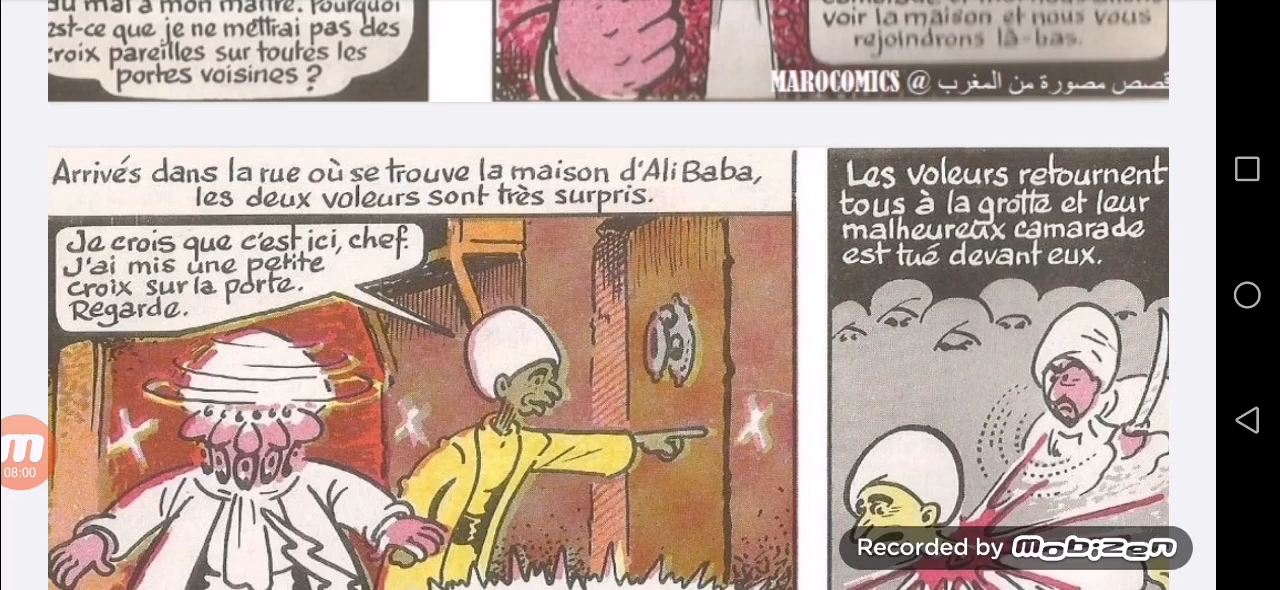 du mal à mon maître. Pourquoi
est-ce que je ne mettrai pas des
croix pareilles sur toutes les
portes voisines ?
voir la maison et nous vous
rejoindrons là-bas.
MAROCOMICS @ قصص مصورة من المغرب
Arrivés dans la rue où se trouve la maison d'Ali Baba,
les deux voleurs sont très surpris.
Je crois que c'est ici, chef.
J'ai mis une petite
croix sur la porte.
Regarde.
Les voleurs retournent
tous à la grotte et leur
malheureux camarade
est tué devant eux.
08:00
Recorded by mobizen